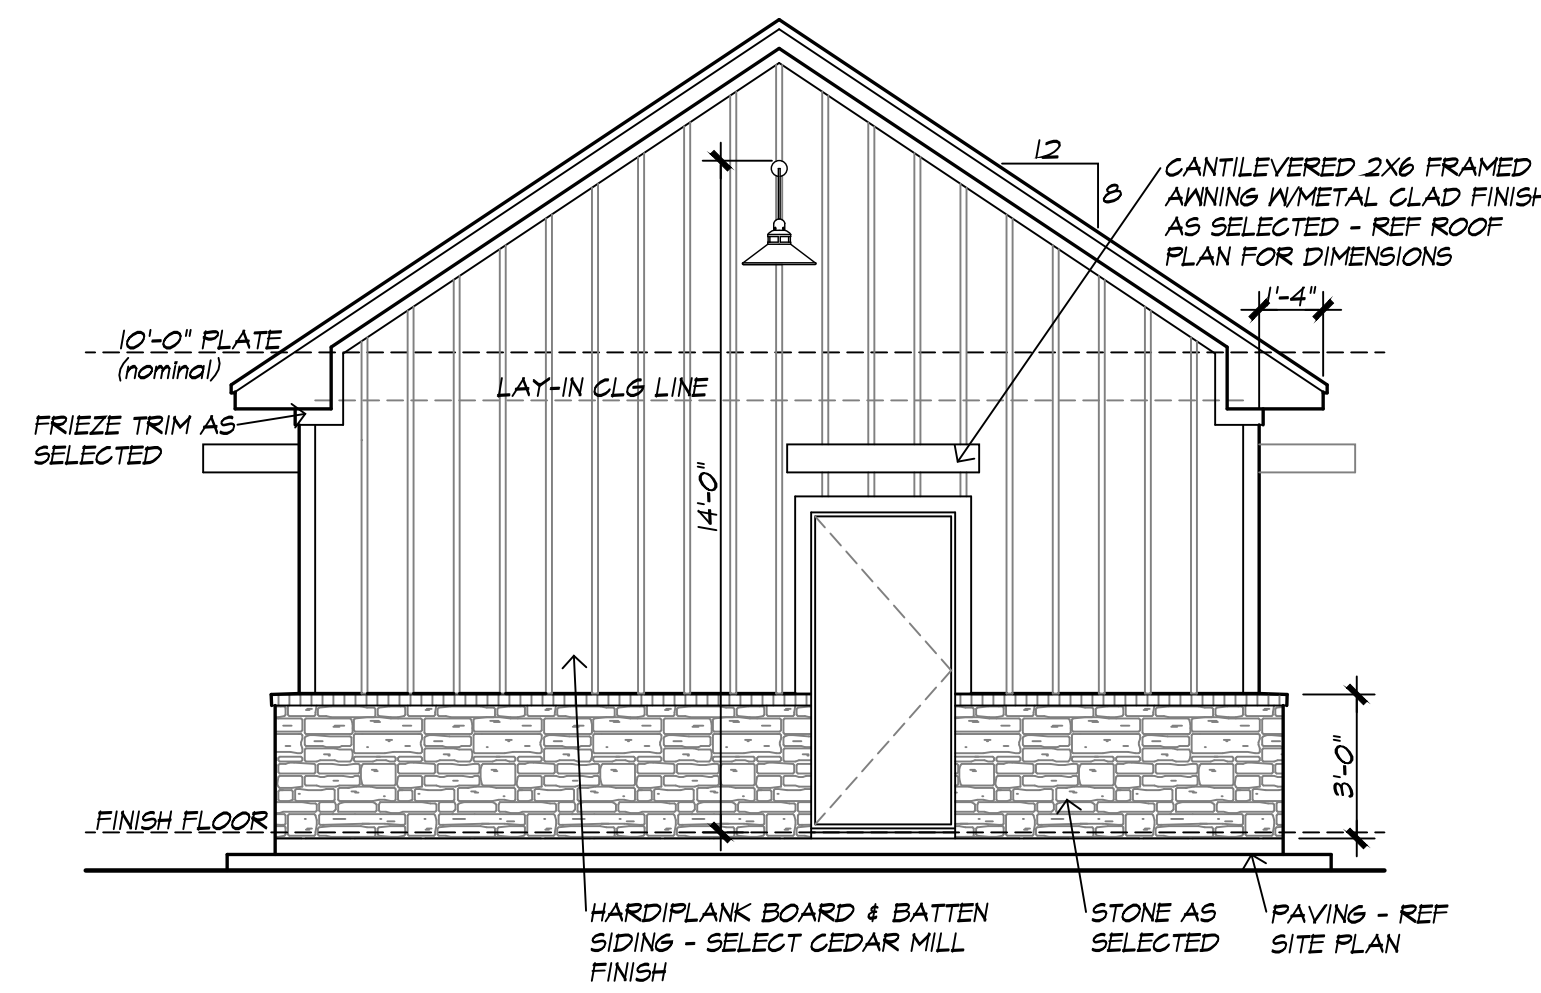 12
8
CANTILEVERED 2X6 FRAMED
AWNING W/METAL CLAD FINISH
AS SELECTED - REF ROOF
PLAN FOR DIMENSIONS
1'-4"
10'-0" PLATE
(nominal)
LAY-IN CLG LINE
FRIEZE TRIM AS
SELECTED
14'-0"
3'-0"
FINISH FLOOR
HARDIPLANK BOARD & BATTEN
SIDING - SELECT CEDAR MILL
FINISH
STONE AS
SELECTED
PAVING - REF
SITE PLAN